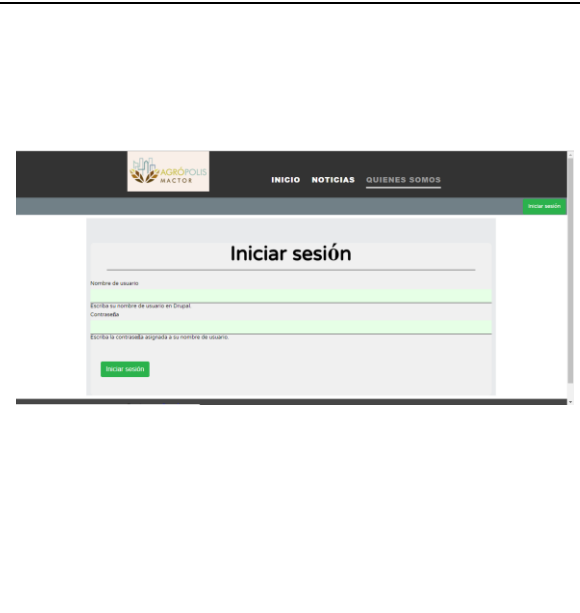 AGRÓPOLIS
MACTOR
INICIO NOTICIAS QUIENES SOMOS
Iniciar sesión
Iniciar sesión
Nombre de usuario
Escriba su nombre de usuario en Drupal.
Contraseña
Escriba la contraseña asignada a su nombre de usuario.
Iniciar sesión